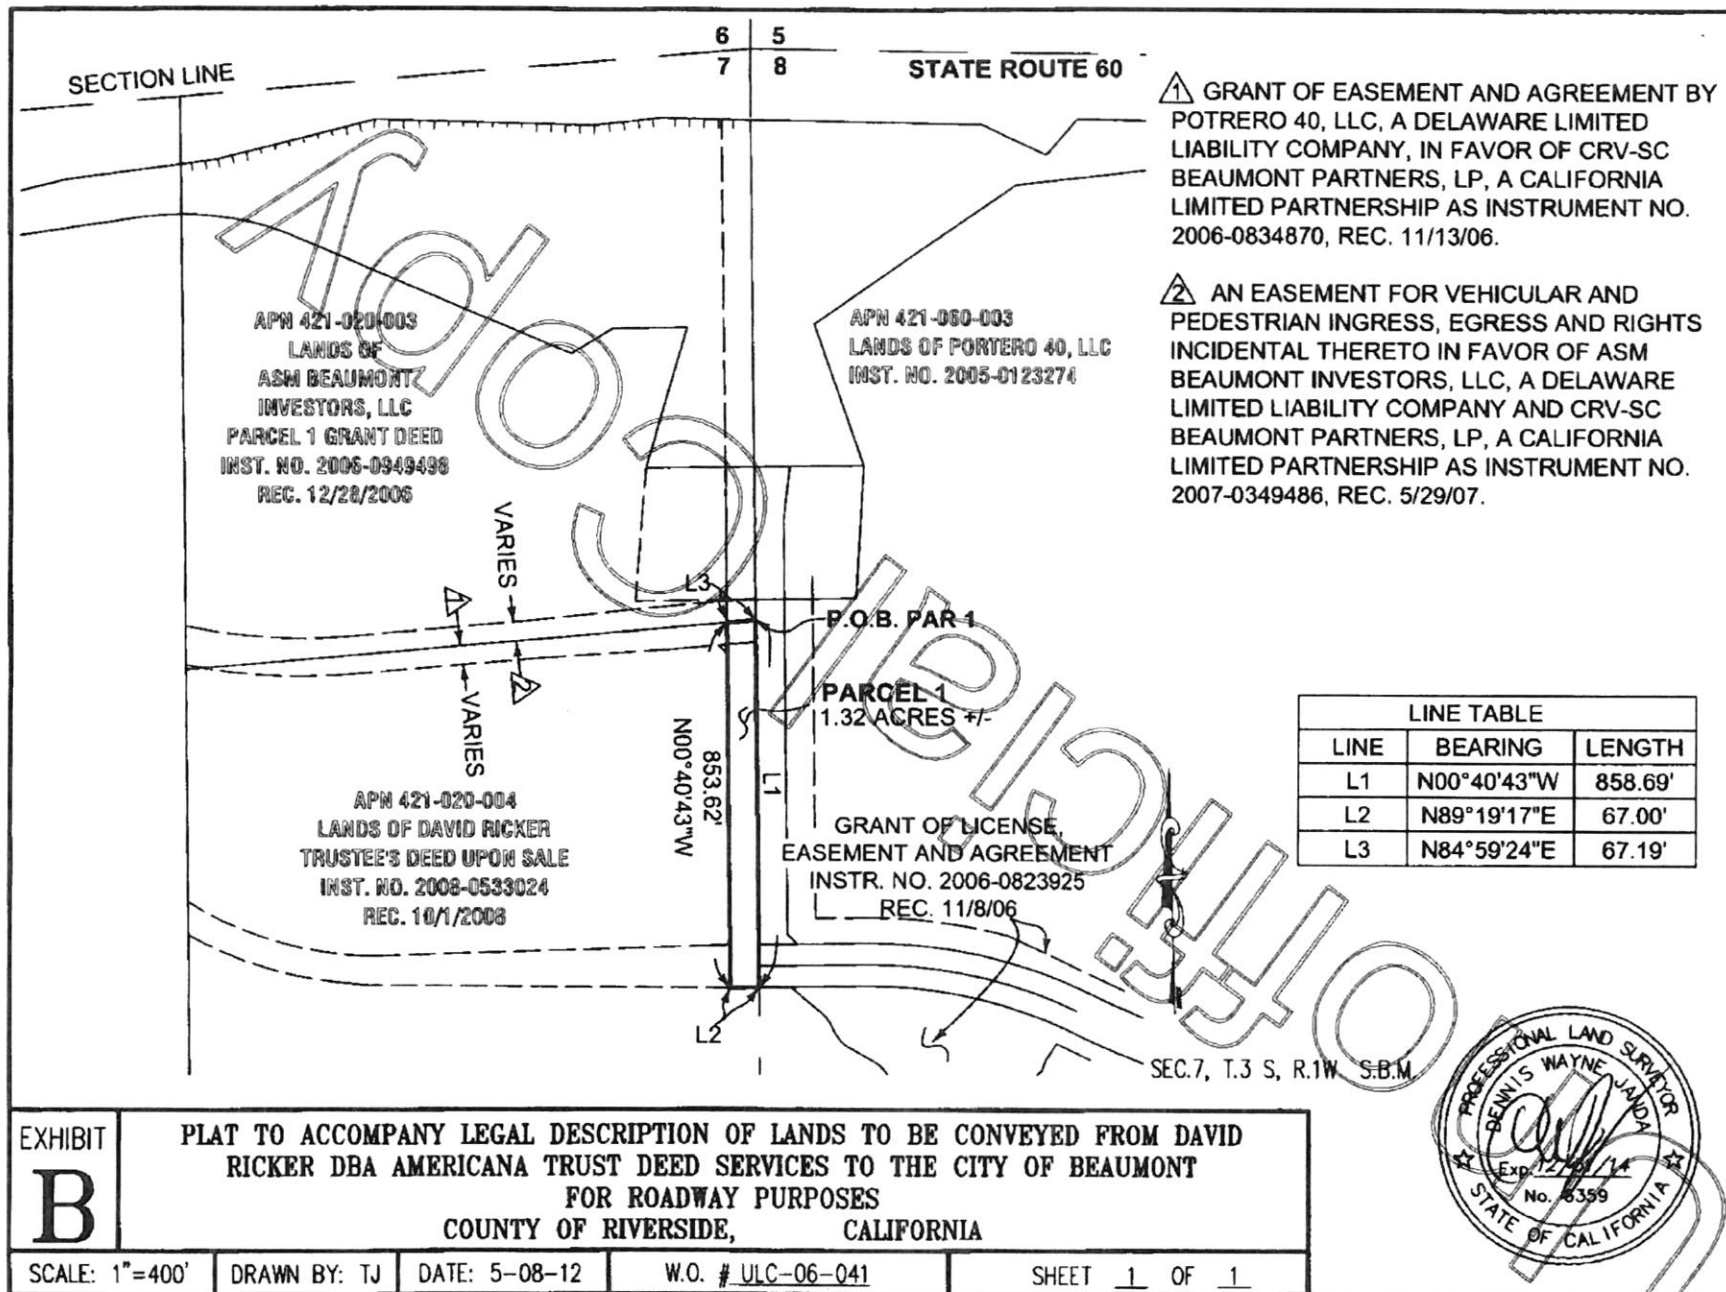 6 5
7 8
SECTION LINE
STATE ROUTE 60
1 GRANT OF EASEMENT AND AGREEMENT BY
POTRERO 40, LLC, A DELAWARE LIMITED
LIABILITY COMPANY, IN FAVOR OF CRV-SC
BEAUMONT PARTNERS, LP, A CALIFORNIA
LIMITED PARTNERSHIP AS INSTRUMENT NO.
2006-0834870, REC. 11/13/06.
2 AN EASEMENT FOR VEHICULAR AND
PEDESTRIAN INGRESS, EGRESS AND RIGHTS
INCIDENTAL THERETO IN FAVOR OF ASM
BEAUMONT INVESTORS, LLC, A DELAWARE
LIMITED LIABILITY COMPANY AND CRV-SC
BEAUMONT PARTNERS, LP, A CALIFORNIA
LIMITED PARTNERSHIP AS INSTRUMENT NO.
2007-0349486, REC. 5/29/07.
APN 421-020-003
LANDS OF
ASM BEAUMONT
INVESTORS, LLC
PARCEL 1 GRANT DEED
INST. NO. 2006-0949498
REC. 12/28/2006
APN 421-060-003
LANDS OF PORTERO 40, LLC
INST. NO. 2005-0123274
VARIES
1
2
VARIES
L3
P.O.B. PAR 1
PARCEL 1
1.32 ACRES +/-
853.62'
N00°40'43"W
L1
APN 421-020-004
LANDS OF DAVID RICKER
TRUSTEE'S DEED UPON SALE
INST. NO. 2008-0533024
REC. 10/1/2008
GRANT OF LICENSE,
EASEMENT AND AGREEMENT
INSTR. NO. 2006-0823925
REC. 11/8/06
L2
LINE TABLE
LINE BEARING LENGTH
L1 N00°40'43"W 858.69'
L2 N89°19'17"E 67.00'
L3 N84°59'24"E 67.19'
SEC.7, T.3 S, R.1W S.B.M.
PROFESSIONAL LAND SURVEYOR
DENNIS WAYNE JANDA
Exp. 12/31/14
No. 6359
STATE OF CALIFORNIA
EXHIBIT
B
PLAT TO ACCOMPANY LEGAL DESCRIPTION OF LANDS TO BE CONVEYED FROM DAVID
RICKER DBA AMERICANA TRUST DEED SERVICES TO THE CITY OF BEAUMONT
FOR ROADWAY PURPOSES
COUNTY OF RIVERSIDE, CALIFORNIA
SCALE: 1"=400' DRAWN BY: TJ DATE: 5-08-12 W.O. # ULC-06-041 SHEET 1 OF 1
Official Copy